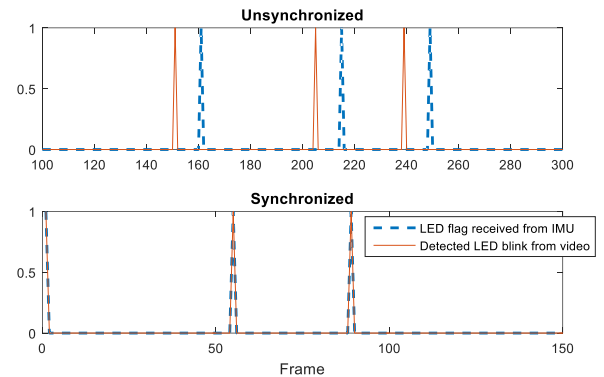 Unsynchronized
1
0.5
0
100 120 140 160 180 200 220 240 260 280 300
Synchronized
1
LED flag received from IMU
Detected LED blink from video
0.5
0
0 50 100 150
Frame